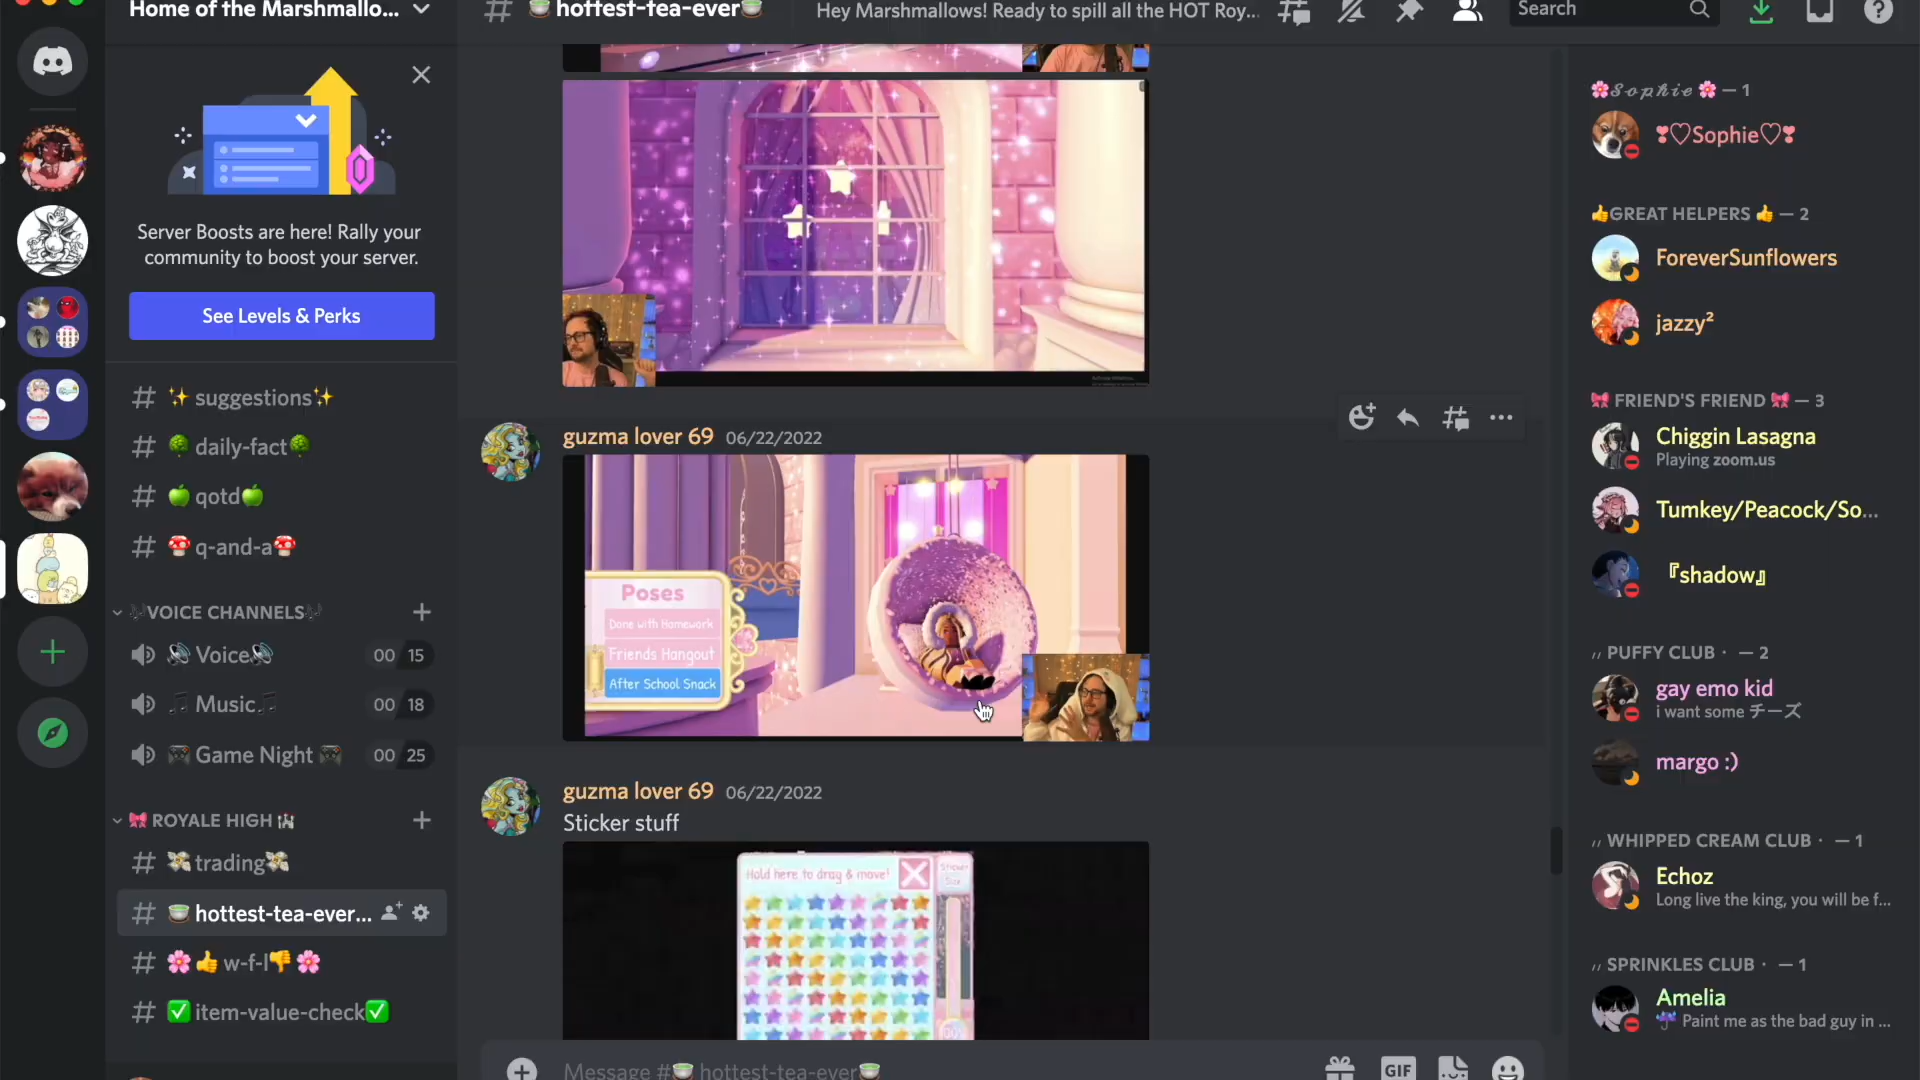 Home of the Marshmallo...
Server Boosts are here! Rally your
community to boost your server.
See Levels & Perks
# ✨ suggestions✨
# 🌳 daily-fact🌳
# 🍏 qotd🍏
# 🍄 q-and-a🍄
VOICE CHANNELS
Voice 00 15
Music 00 18
🎮 Game Night 🎮 00 25
🎀 ROYALE HIGH 🏰
# 💸 trading💸
# 🍵 hottest-tea-ever...
# 🌸👍 w-f-l👎🌸
# ✅ item-value-check✅
# 🍵hottest-tea-ever🍵
Hey Marshmallows! Ready to spill all the HOT Roy...
Search
guzma lover 69 06/22/2022
Poses
Done with Homework
Friends Hangout
After School Snack
guzma lover 69 06/22/2022
Sticker stuff
Hold here to drag & move!
Sticker
Size
Message #🍵 hottest-tea-ever🍵
GIF
🌸𝓢𝓸𝓹𝓱𝓲𝓮 🌸 — 1
❣♡Sophie♡❣
👍GREAT HELPERS 👍 — 2
ForeverSunflowers
jazzy²
🎀 FRIEND'S FRIEND 🎀 — 3
Chiggin Lasagna
Playing zoom.us
Tumkey/Peacock/So...
『shadow』
,, PUFFY CLUB · — 2
gay emo kid
i want some チーズ
margo :)
,, WHIPPED CREAM CLUB · — 1
Echoz
Long live the king, you will be f...
,, SPRINKLES CLUB · — 1
Amelia
☔ Paint me as the bad guy in ...